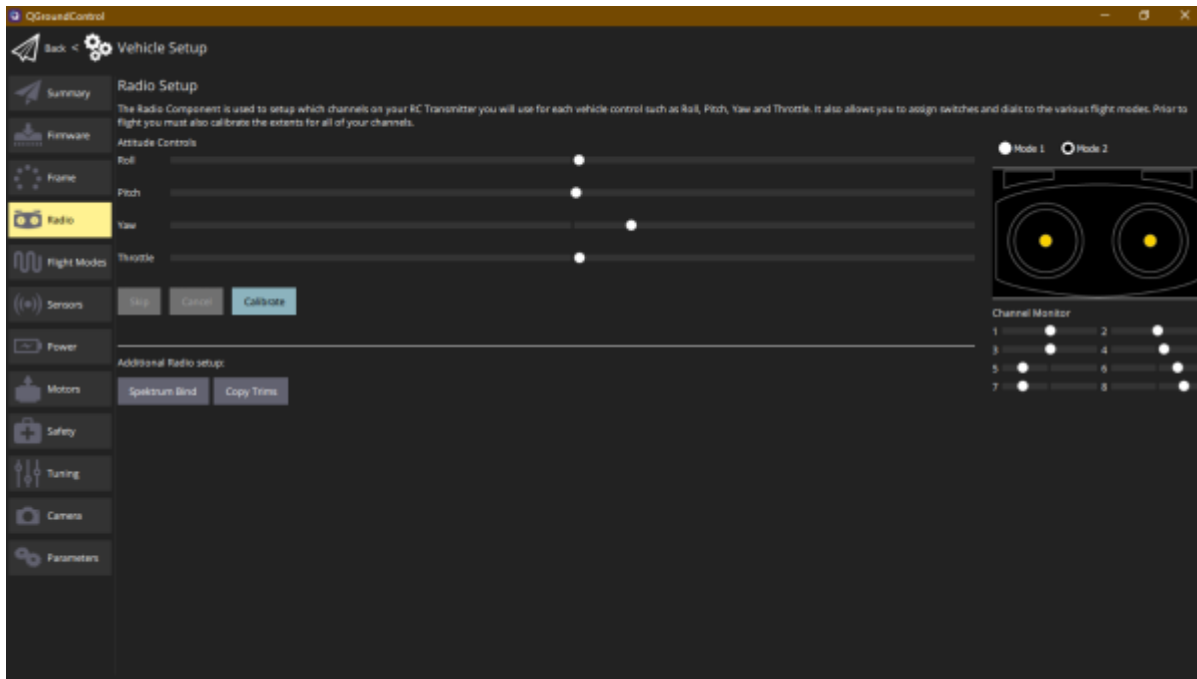 QGroundControl
Back < Vehicle Setup
Summary
Firmware
Frame
Radio
Flight Modes
Sensors
Power
Motors
Safety
Tuning
Camera
Parameters
Radio Setup
The Radio Component is used to setup which channels on your RC Transmitter you will use for each vehicle control such as Roll, Pitch, Yaw and Throttle. It also allows you to assign switches and dials to the various flight modes. Prior to
flight you must also calibrate the extents for all of your channels.
Attitude Controls
Roll
Pitch
Yaw
Throttle
Skip Cancel Calibrate
Additional Radio setup:
Spektrum Bind Copy Trims
Mode 1 Mode 2
Channel Monitor
1 2
3 4
5 6
7 8